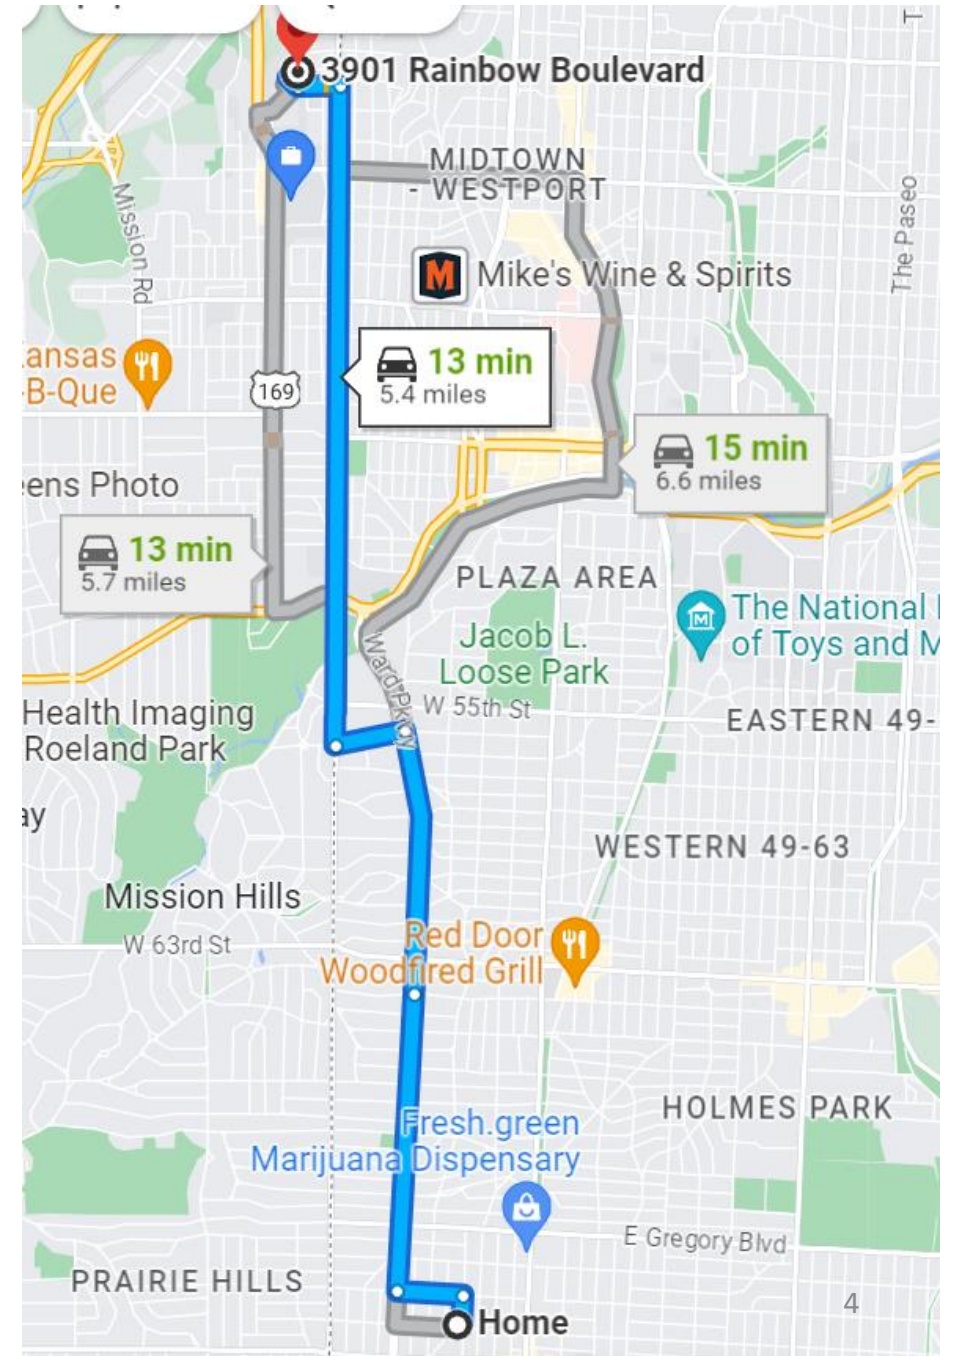 3901 Rainbow Boulevard
MIDTOWN
- WESTPORT
Mission Rd
The Paseo
M
Mike's Wine & Spirits
ansas
-B-Que
13 min
5.4 miles
169
15 min
6.6 miles
ens Photo
13 min
5.7 miles
PLAZA AREA
The National
of Toys and M
Jacob L.
Loose Park
Ward Pkwy
W 55th St
Health Imaging
Roeland Park
EASTERN 49-
ay
WESTERN 49-63
Mission Hills
W 63rd St
Red Door
Woodfired Grill
HOLMES PARK
Fresh.green
Marijuana Dispensary
E Gregory Blvd
PRAIRIE HILLS
4
Home